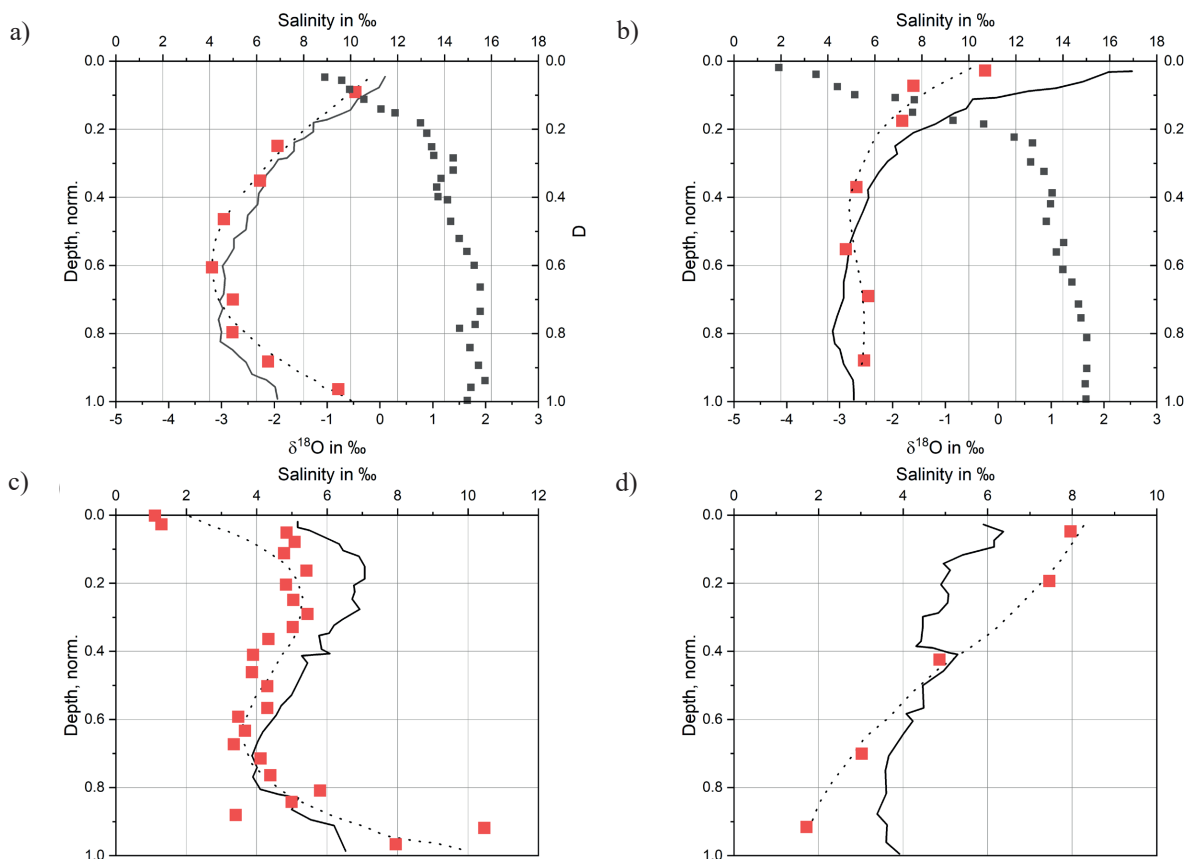 a)
Salinity in ‰
0 2 4 6 8 10 12 14 16 18
0.0 0.2 0.4 0.6 0.8 1.0
Depth, norm.
0.0 0.2 0.4 0.6 0.8 1.0
D
-5 -4 -3 -2 -1 0 1 2 3
δ18O in ‰
b)
Salinity in ‰
0 2 4 6 8 10 12 14 16 18
0.0 0.2 0.4 0.6 0.8 1.0
Depth, norm.
0.0 0.2 0.4 0.6 0.8 1.0
-5 -4 -3 -2 -1 0 1 2 3
δ18O in ‰
c)
Salinity in ‰
0 2 4 6 8 10 12
0.0 0.2 0.4 0.6 0.8 1.0
Depth, norm.
d)
Salinity in ‰
0 2 4 6 8 10
0.0 0.2 0.4 0.6 0.8 1.0
Depth, norm.